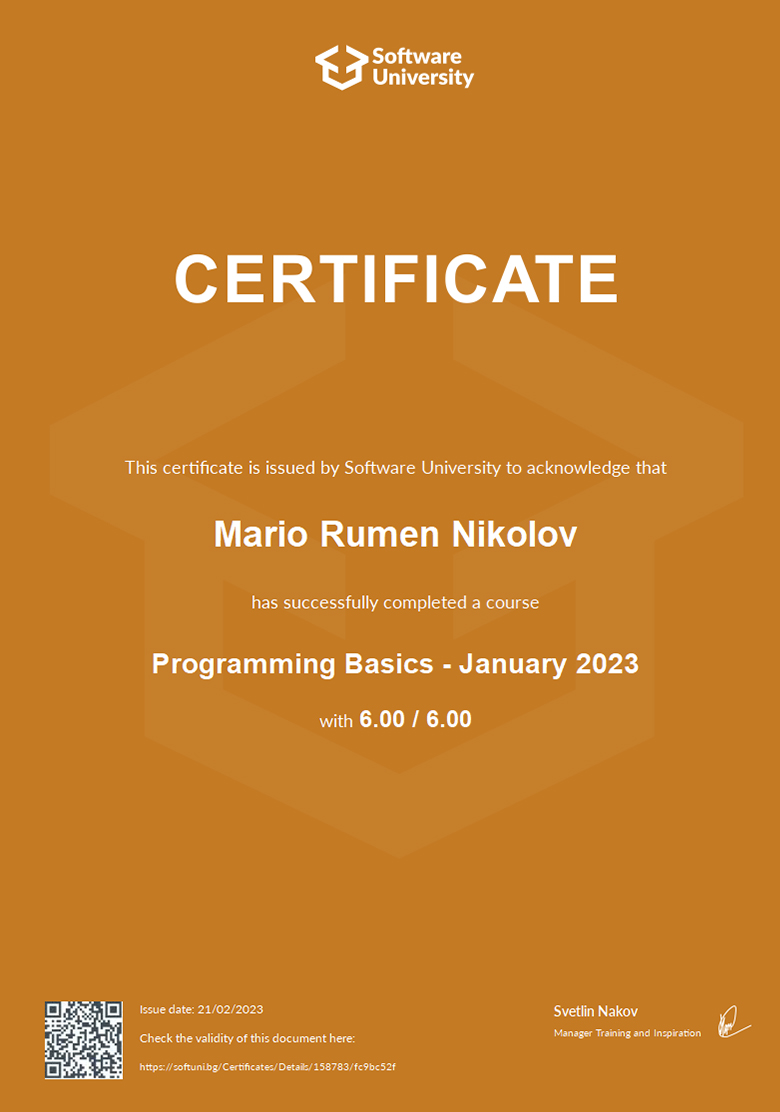 Software
University
CERTIFICATE
This certificate is issued by Software University to acknowledge that
Mario Rumen Nikolov
has successfully completed a course
Programming Basics - January 2023
with 6.00 / 6.00
Issue date: 21/02/2023
Check the validity of this document here:
https://softuni.bg/Certificates/Details/158783/fc9bc52f
Svetlin Nakov
Manager Training and Inspiration